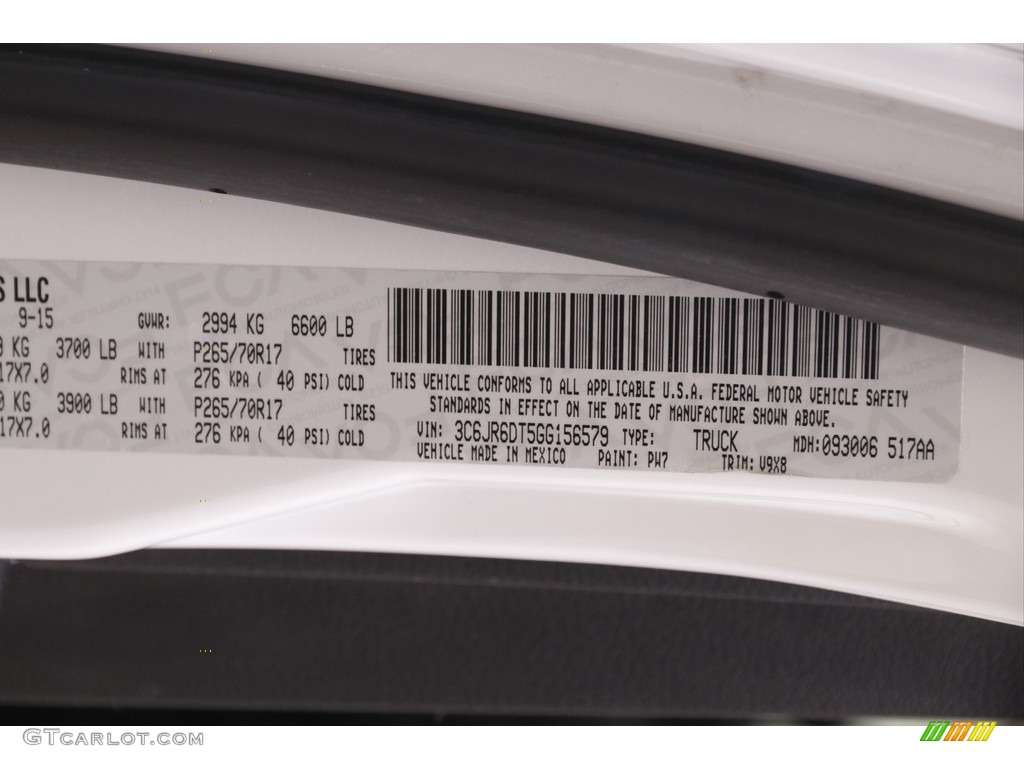 S LLC
9-15
GVWR: 2994 KG 6600 LB
KG 3700 LB WITH P265/70R17 TIRES
17X7.0 RIMS AT 276 KPA ( 40 PSI) COLD
KG 3900 LB WITH P265/70R17 TIRES
17X7.0 RIMS AT 276 KPA ( 40 PSI) COLD
THIS VEHICLE CONFORMS TO ALL APPLICABLE U.S.A. FEDERAL MOTOR VEHICLE SAFETY
STANDARDS IN EFFECT ON THE DATE OF MANUFACTURE SHOWN ABOVE.
VIN: 3C6JR6DT5GG156579 TYPE: TRUCK MDH:093006 517AA
VEHICLE MADE IN MEXICO PAINT: PW7 TRIM: V9X8
GTCARLOT.COM